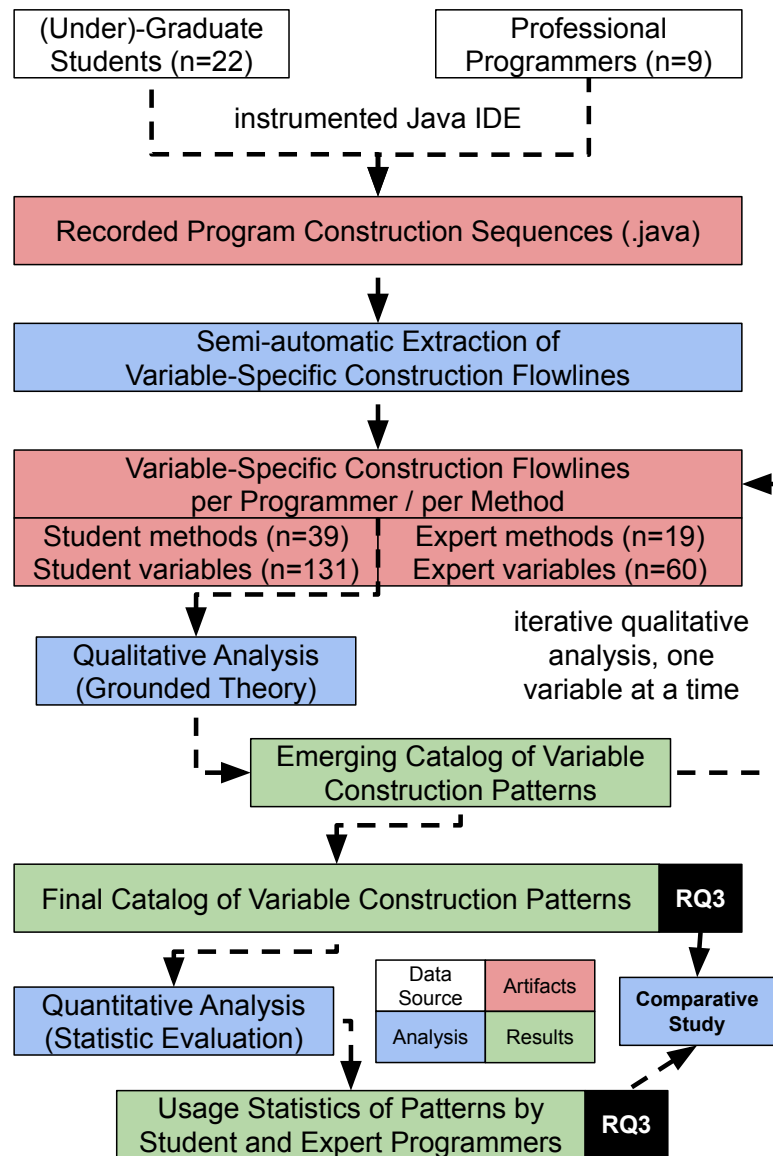 (Under)-Graduate
Students (n=22)
Professional
Programmers (n=9)
instrumented Java IDE
Recorded Program Construction Sequences (.java)
Semi-automatic Extraction of
Variable-Specific Construction Flowlines
Variable-Specific Construction Flowlines
per Programmer / per Method
Student methods (n=39)
Student variables (n=131)
Expert methods (n=19)
Expert variables (n=60)
Qualitative Analysis
(Grounded Theory)
iterative qualitative
analysis, one
variable at a time
Emerging Catalog of Variable
Construction Patterns
Final Catalog of Variable Construction Patterns
RQ3
Quantitative Analysis
(Statistic Evaluation)
Data
Source
Artifacts
Analysis
Results
Comparative
Study
Usage Statistics of Patterns by
Student and Expert Programmers
RQ3